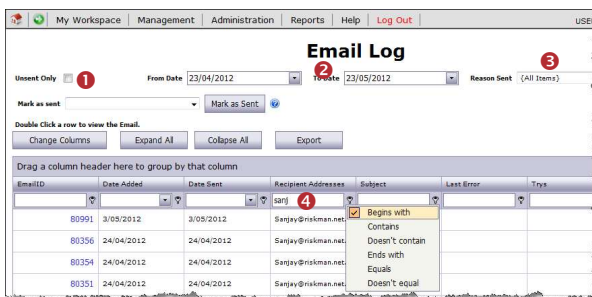 My Workspace | Management | Administration | Reports | Help | Log Out | USE
Email Log
Unsent Only 1 From Date 23/04/2012 2 To Date 23/05/2012 3 Reason Sent {All Items}
Mark as sent Mark as Sent
Double Click a row to view the Email.
Change Columns Expand All Collapse All Export
Drag a column header here to group by that column
EmailID Date Added Date Sent Recipient Addresses Subject Last Error Trys
sanj 4
Begins with
80991 3/05/2012 3/05/2012 Sanjay@riskman.net.
Contains
Doesn't contain
80356 24/04/2012 24/04/2012 Sanjay@riskman.net.
Ends with
80354 24/04/2012 24/04/2012 Sanjay@riskman.net.
Equals
80351 24/04/2012 24/04/2012 Sanjay@riskman.net.
Doesn't equal